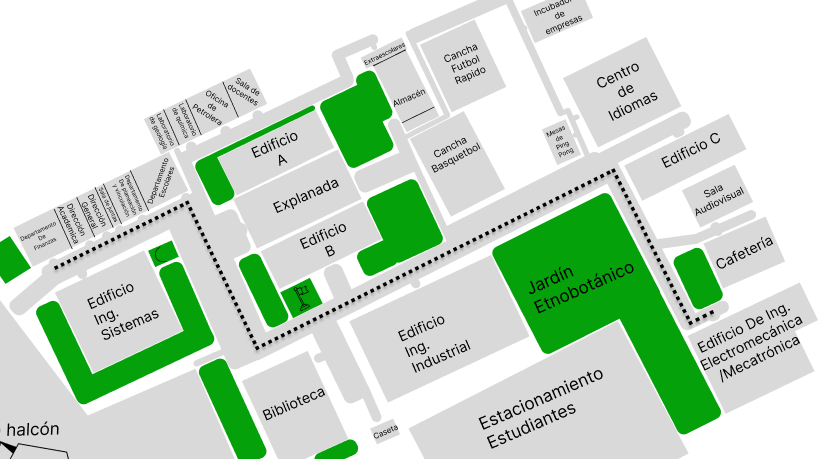 Incubador
de
empresas
Extraescolares
Cancha
Futbol
Rapido
Centro
de
Idiomas
Almacén
Sala de
docentes
Oficina
de
Petrolera
Laboratorio
de química
Laboratorio
de geología
Edificio
A
Cancha
Basquetbol
Mesas
de
Ping
Pong
Edificio C
Sala
Audiovisual
Departamento
Escolares
Departamento
De planeación
y vinculación
Sala de juntas
Dirección
General
Dirección
Académica
Departamento
De
Finanzas
Explanada
Edificio
B
Cafetería
Jardín
Etnobotánico
Edificio
Ing.
Sistemas
Edificio
Ing.
Industrial
Edificio De Ing.
Electromecánica
/Mecatrónica
Biblioteca
Estacionamiento
Estudiantes
Caseta
halcón